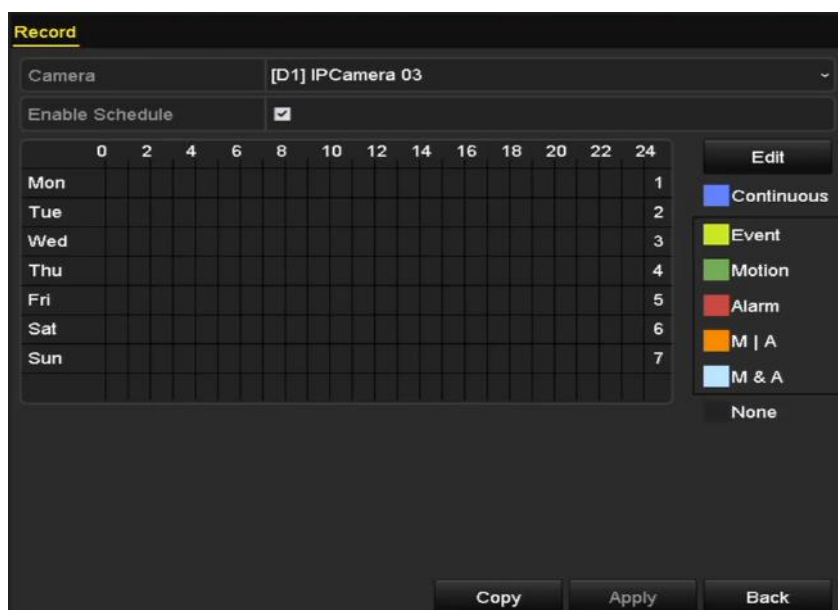 Record
Camera [D1] IPCamera 03
Enable Schedule
0 2 4 6 8 10 12 14 16 18 20 22 24
Mon 1
Tue 2
Wed 3
Thu 4
Fri 5
Sat 6
Sun 7
Edit
Continuous
Event
Motion
Alarm
M | A
M & A
None
Copy Apply Back